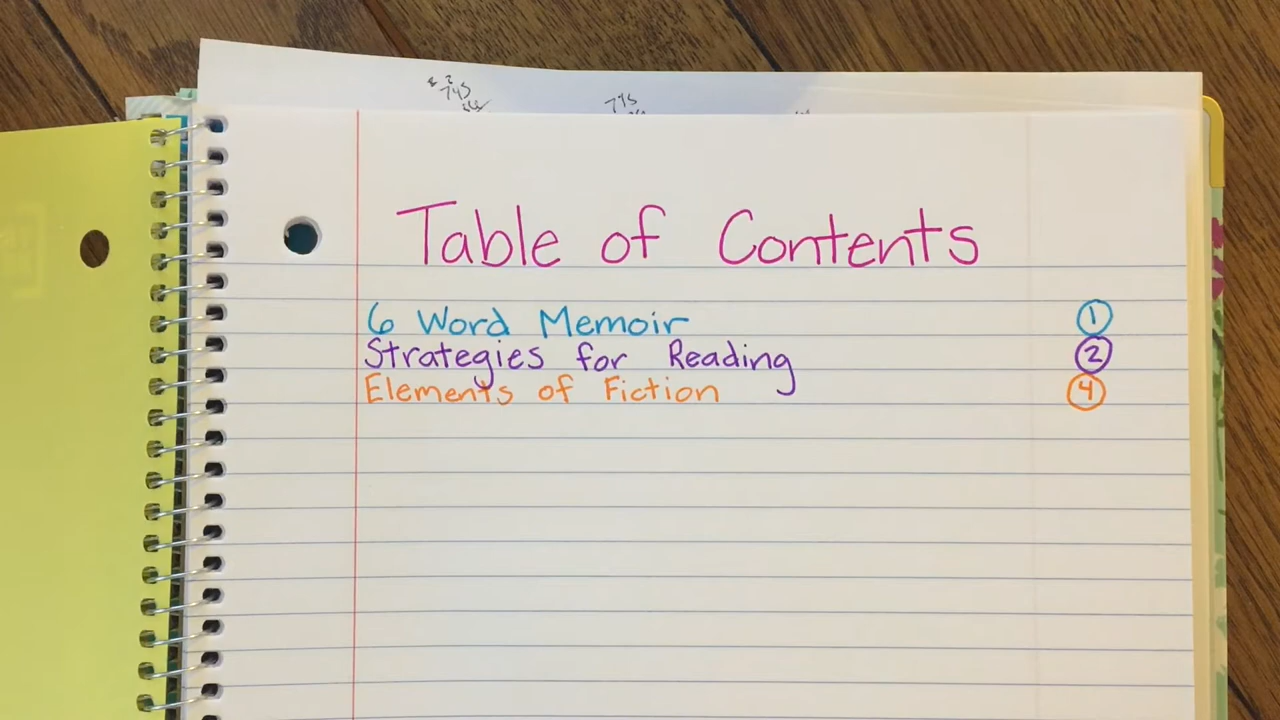 Table of Contents
6 Word Memoir 1
Strategies for Reading 2
Elements of Fiction 4